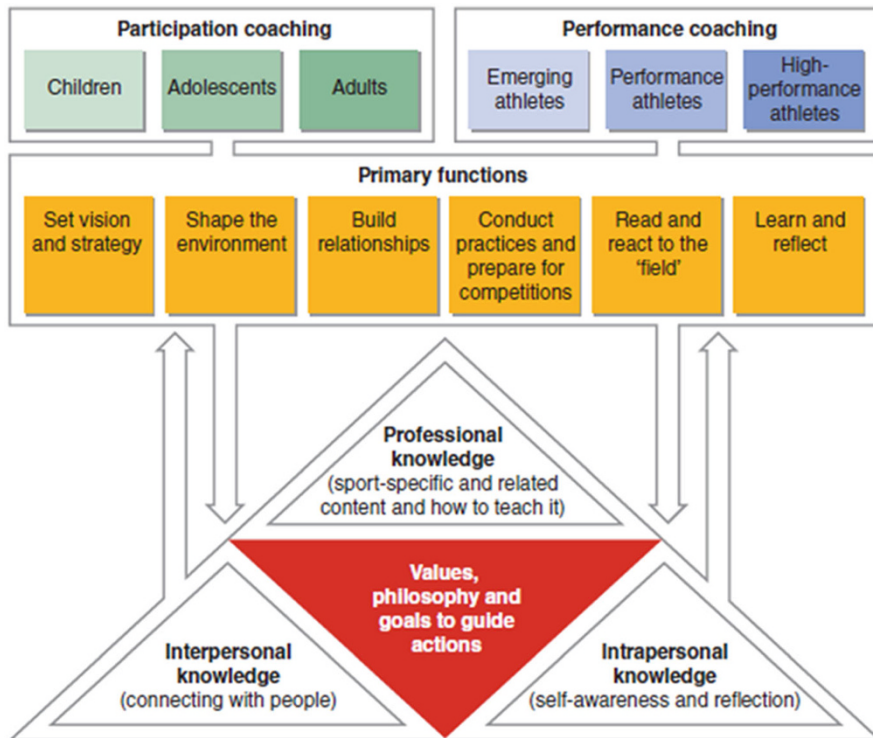 Participation coaching
Children
Adolescents
Adults
Performance coaching
Emerging
athletes
Performance
athletes
High-
performance
athletes
Primary functions
Set vision
and strategy
Shape the
environment
Build
relationships
Conduct
practices and
prepare for
competitions
Read and
react to the
‘field’
Learn and
reflect
Professional
knowledge
(sport-specific and related
content and how to teach it)
Values,
philosophy and
goals to guide
actions
Interpersonal
knowledge
(connecting with people)
Intrapersonal
knowledge
(self-awareness and reflection)